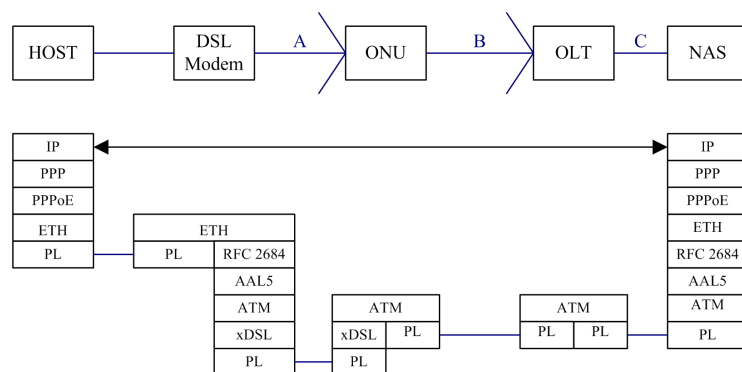 HOST
DSL
Modem
A
ONU
B
OLT
C
NAS
IP
PPP
PPPoE
ETH
PL
ETH
PL
RFC 2684
AAL5
ATM
xDSL
PL
ATM
xDSL
PL
PL
ATM
PL
PL
IP
PPP
PPPoE
ETH
RFC 2684
AAL5
ATM
PL